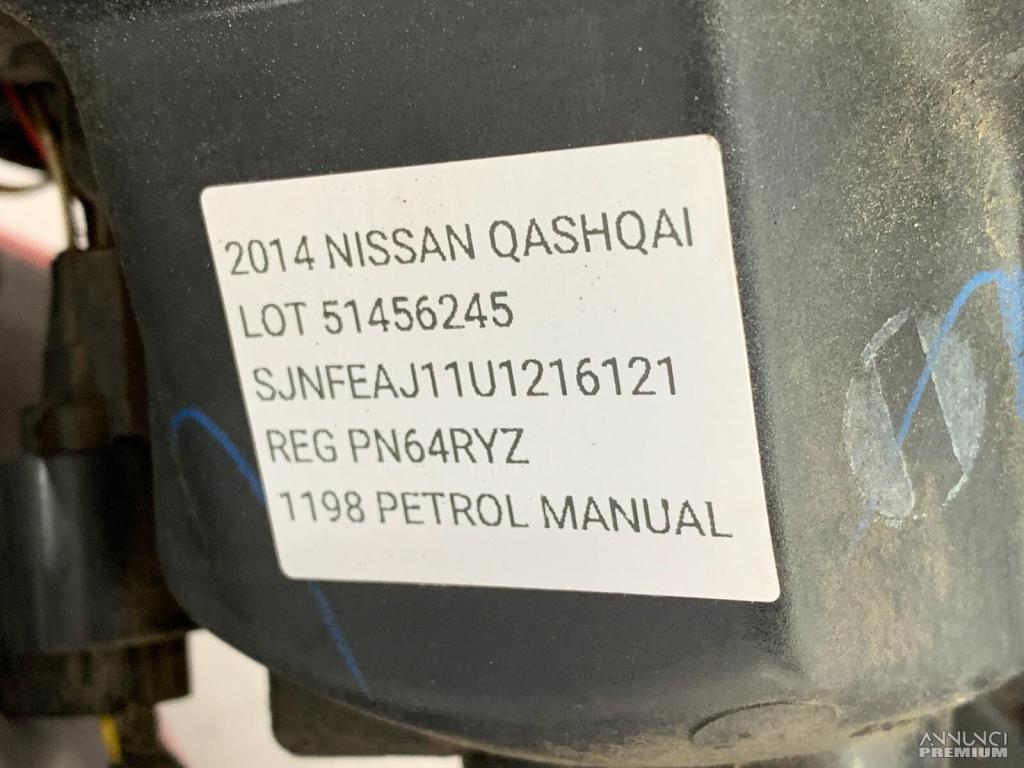 2014 NISSAN QASHQAI
LOT 51456245
SJNFEAJ11U1216121
REG PN64RYZ
1198 PETROL MANUAL
ANNUNCI
PREMIUM